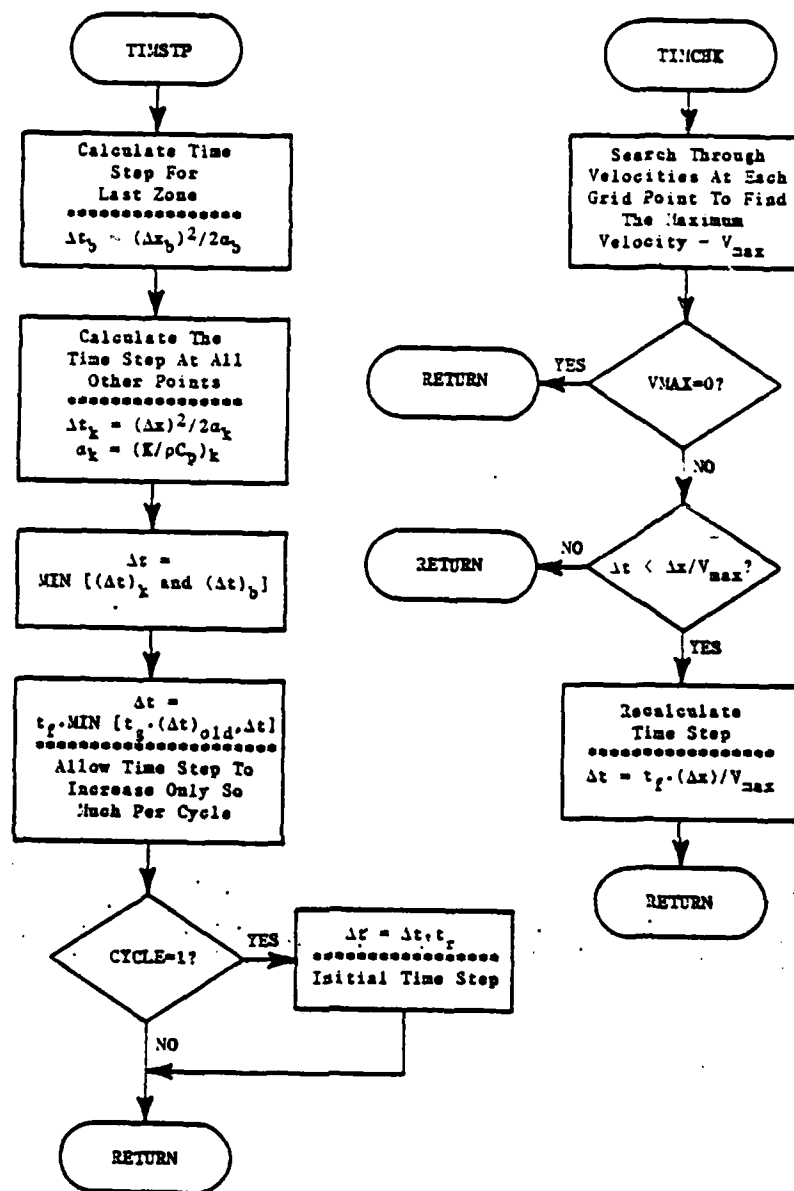 TIMSTP
Calculate Time
Step For
Last Zone
****************
Δt_b ~ (Δx_b)²/2α_b
Calculate The
Time Step At All
Other Points
****************
Δt_k = (Δx)²/2α_k
α_k = (K/ρC_p)_k
Δt =
MIN [(Δt)_k and (Δt)_b]
Δt =
t_f·MIN [t_s·(Δt)_old, Δt]
********************
Allow Time Step To
Increase Only So
Much Per Cycle
CYCLE=1?
YES
Δt = Δt·t_r
****************
Initial Time Step
NO
RETURN
TIMCHK
Search Through
Velocities At Each
Grid Point To Find
The Maximum
Velocity - V_max
VMAX=0?
YES
RETURN
NO
Δt < Δx/V_max?
NO
RETURN
YES
Recalculate
Time Step
*****************
Δt = t_f·(Δx)/V_max
RETURN